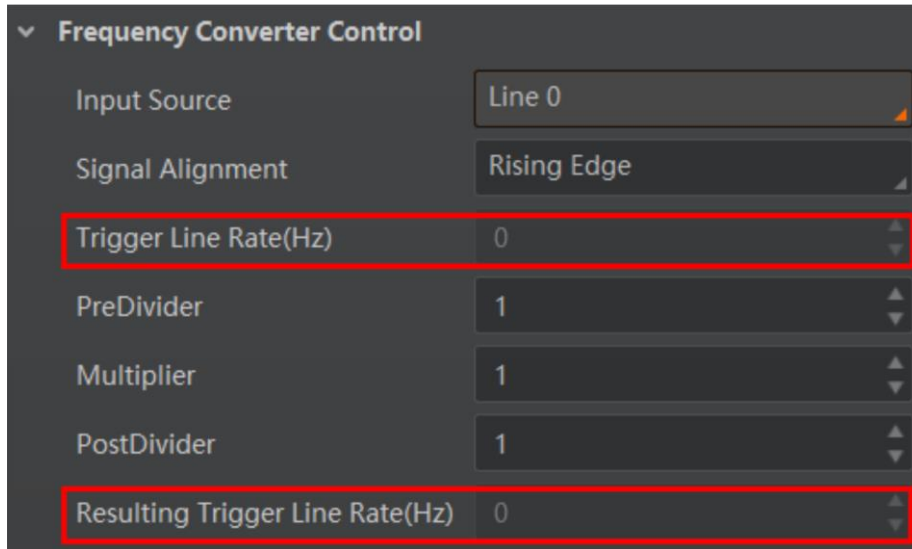 Frequency Converter Control
Input Source Line 0
Signal Alignment Rising Edge
Trigger Line Rate(Hz) 0
PreDivider 1
Multiplier 1
PostDivider 1
Resulting Trigger Line Rate(Hz) 0